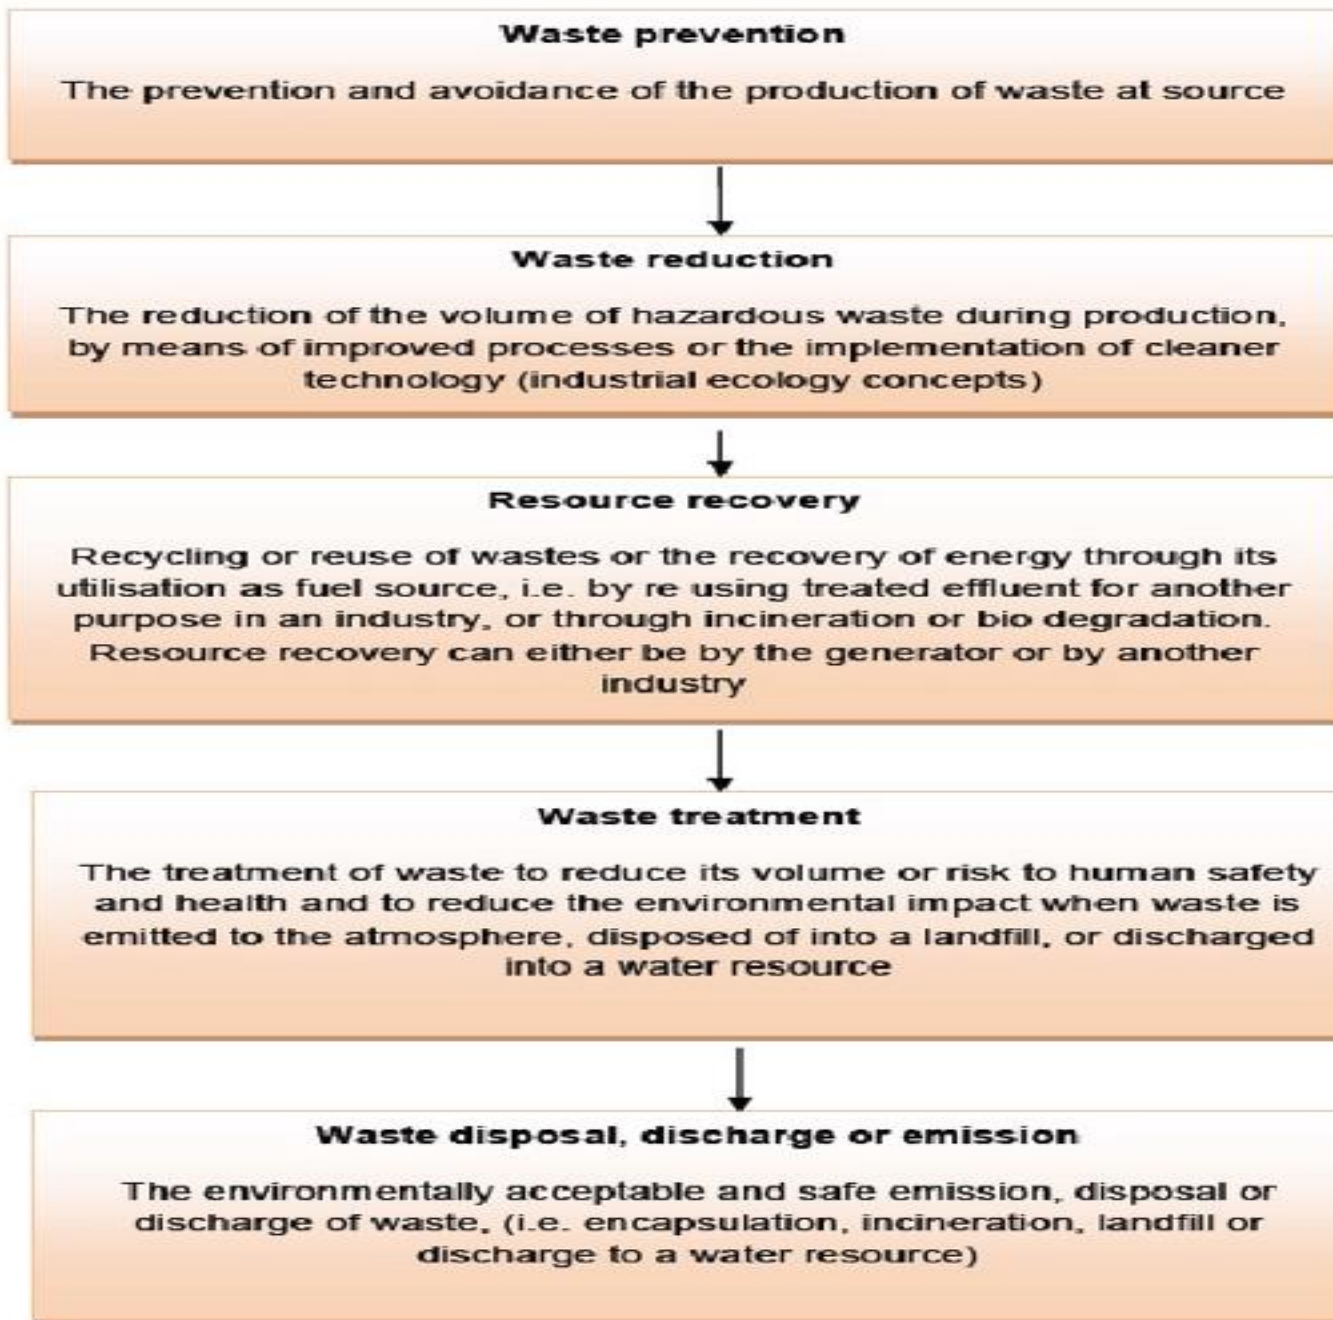 Waste prevention
The prevention and avoidance of the production of waste at source
Waste reduction
The reduction of the volume of hazardous waste during production,
by means of improved processes or the implementation of cleaner
technology (industrial ecology concepts)
Resource recovery
Recycling or reuse of wastes or the recovery of energy through its
utilisation as fuel source, i.e. by re using treated effluent for another
purpose in an industry, or through incineration or bio degradation.
Resource recovery can either be by the generator or by another
industry
Waste treatment
The treatment of waste to reduce its volume or risk to human safety
and health and to reduce the environmental impact when waste is
emitted to the atmosphere, disposed of into a landfill, or discharged
into a water resource
Waste disposal, discharge or emission
The environmentally acceptable and safe emission, disposal or
discharge of waste, (i.e. encapsulation, incineration, landfill or
discharge to a water resource)